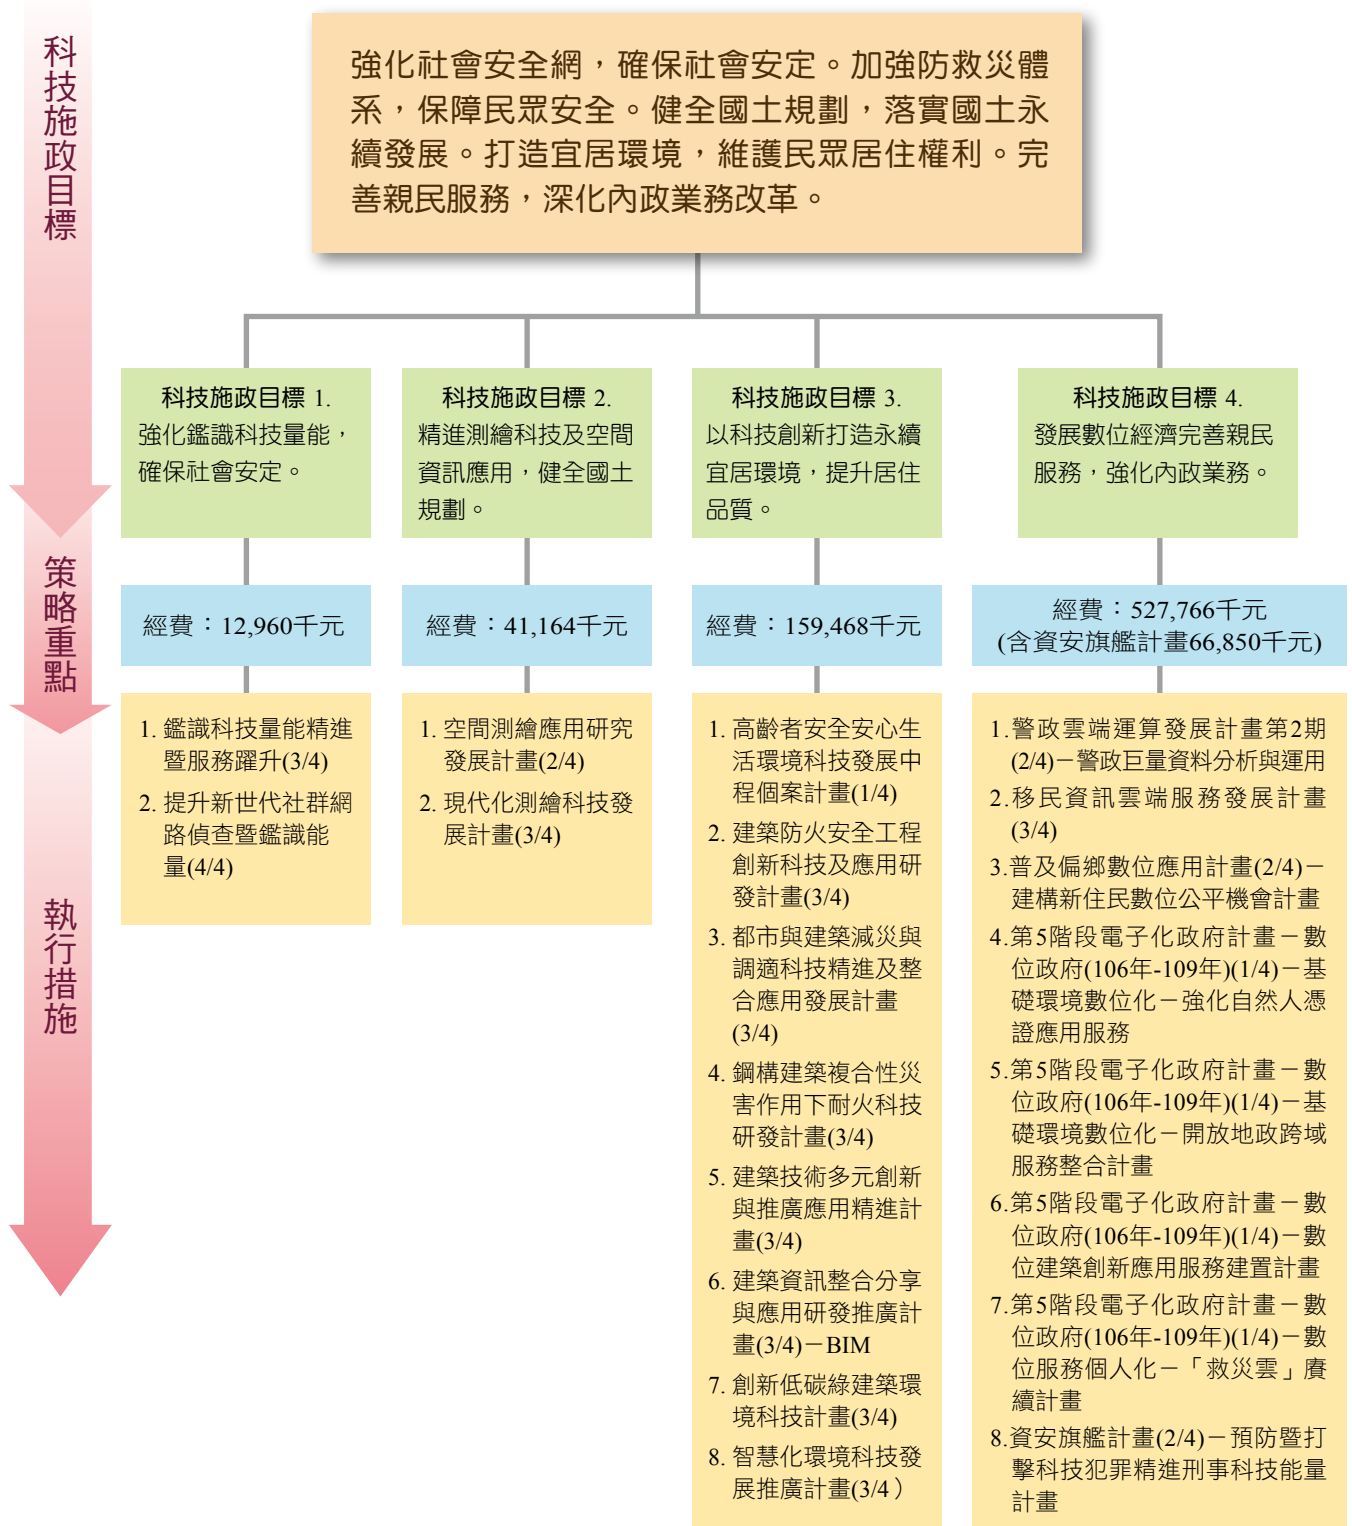 科技施政目標
強化社會安全網，確保社會安定。加強防救災體
系，保障民眾安全。健全國土規劃，落實國土永
續發展。打造宜居環境，維護民眾居住權利。完
善親民服務，深化內政業務改革。
科技施政目標 1.
強化鑑識科技量能，
確保社會安定。
科技施政目標 2.
精進測繪科技及空間
資訊應用，健全國土
規劃。
科技施政目標 3.
以科技創新打造永續
宜居環境，提升居住
品質。
科技施政目標 4.
發展數位經濟完善親民
服務，強化內政業務。
策略重點
經費：12,960千元
經費：41,164千元
經費：159,468千元
經費：527,766千元
(含資安旗艦計畫66,850千元)
執行措施
1. 鑑識科技量能精進
暨服務躍升(3/4)
2. 提升新世代社群網
路偵查暨鑑識能
量(4/4)
1. 空間測繪應用研究
發展計畫(2/4)
2. 現代化測繪科技發
展計畫(3/4)
1. 高齡者安全安心生
活環境科技發展中
程個案計畫(1/4)
2. 建築防火安全工程
創新科技及應用研
發計畫(3/4)
3. 都市與建築減災與
調適科技精進及整
合應用發展計畫
(3/4)
4. 鋼構建築複合性災
害作用下耐火科技
研發計畫(3/4)
5. 建築技術多元創新
與推廣應用精進計
畫(3/4)
6. 建築資訊整合分享
與應用研發推廣計
畫(3/4)－BIM
7. 創新低碳綠建築環
境科技計畫(3/4)
8. 智慧化環境科技發
展推廣計畫(3/4）
1.警政雲端運算發展計畫第2期
(2/4)－警政巨量資料分析與運用
2.移民資訊雲端服務發展計畫
(3/4)
3.普及偏鄉數位應用計畫(2/4)－
建構新住民數位公平機會計畫
4.第5階段電子化政府計畫－數
位政府(106年-109年)(1/4)－基
礎環境數位化－強化自然人憑
證應用服務
5.第5階段電子化政府計畫－數
位政府(106年-109年)(1/4)－基
礎環境數位化－開放地政跨域
服務整合計畫
6.第5階段電子化政府計畫－數
位政府(106年-109年)(1/4)－數
位建築創新應用服務建置計畫
7.第5階段電子化政府計畫－數
位政府(106年-109年)(1/4)－數
位服務個人化－「救災雲」賡
續計畫
8.資安旗艦計畫(2/4)－預防暨打
擊科技犯罪精進刑事科技能量
計畫